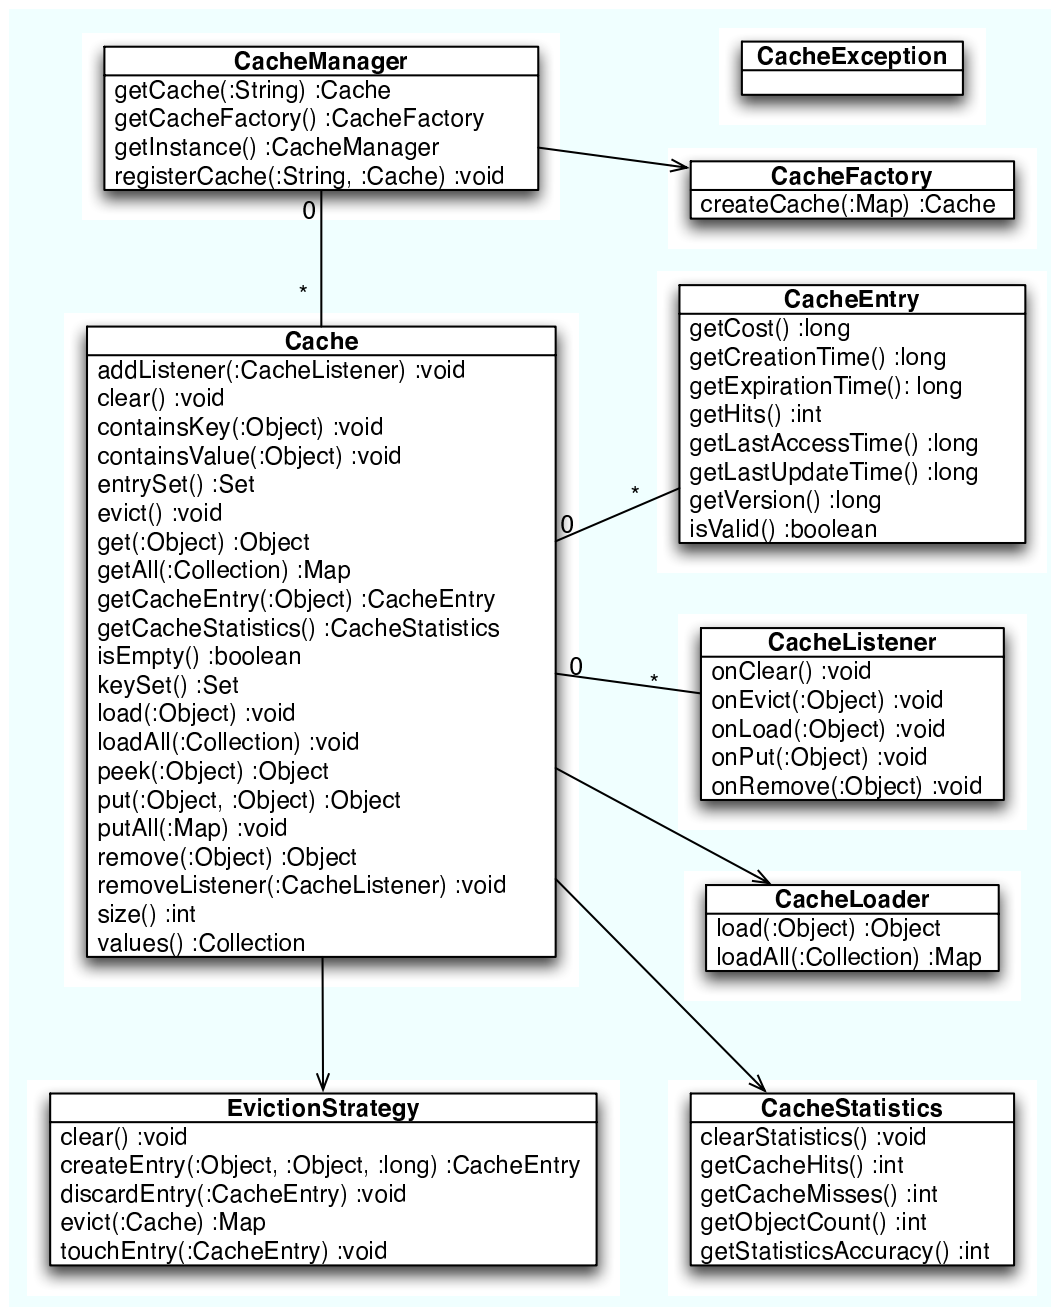 CacheManager
getCache(:String) :Cache
getCacheFactory() :CacheFactory
getInstance() :CacheManager
registerCache(:String, :Cache) :void
CacheException
CacheFactory
createCache(:Map) :Cache
0
*
CacheEntry
getCost() :long
getCreationTime() :long
getExpirationTime(): long
getHits() :int
getLastAccessTime() :long
getLastUpdateTime() :long
getVersion() :long
isValid() :boolean
Cache
addListener(:CacheListener) :void
clear() :void
containsKey(:Object) :void
containsValue(:Object) :void
entrySet() :Set
evict() :void
get(:Object) :Object
getAll(:Collection) :Map
getCacheEntry(:Object) :CacheEntry
getCacheStatistics() :CacheStatistics
isEmpty() :boolean
keySet() :Set
load(:Object) :void
loadAll(:Collection) :void
peek(:Object) :Object
put(:Object, :Object) :Object
putAll(:Map) :void
remove(:Object) :Object
removeListener(:CacheListener) :void
size() :int
values() :Collection
*
0
0
*
CacheListener
onClear() :void
onEvict(:Object) :void
onLoad(:Object) :void
onPut(:Object) :void
onRemove(:Object) :void
CacheLoader
load(:Object) :Object
loadAll(:Collection) :Map
EvictionStrategy
clear() :void
createEntry(:Object, :Object, :long) :CacheEntry
discardEntry(:CacheEntry) :void
evict(:Cache) :Map
touchEntry(:CacheEntry) :void
CacheStatistics
clearStatistics() :void
getCacheHits() :int
getCacheMisses() :int
getObjectCount() :int
getStatisticsAccuracy() :int